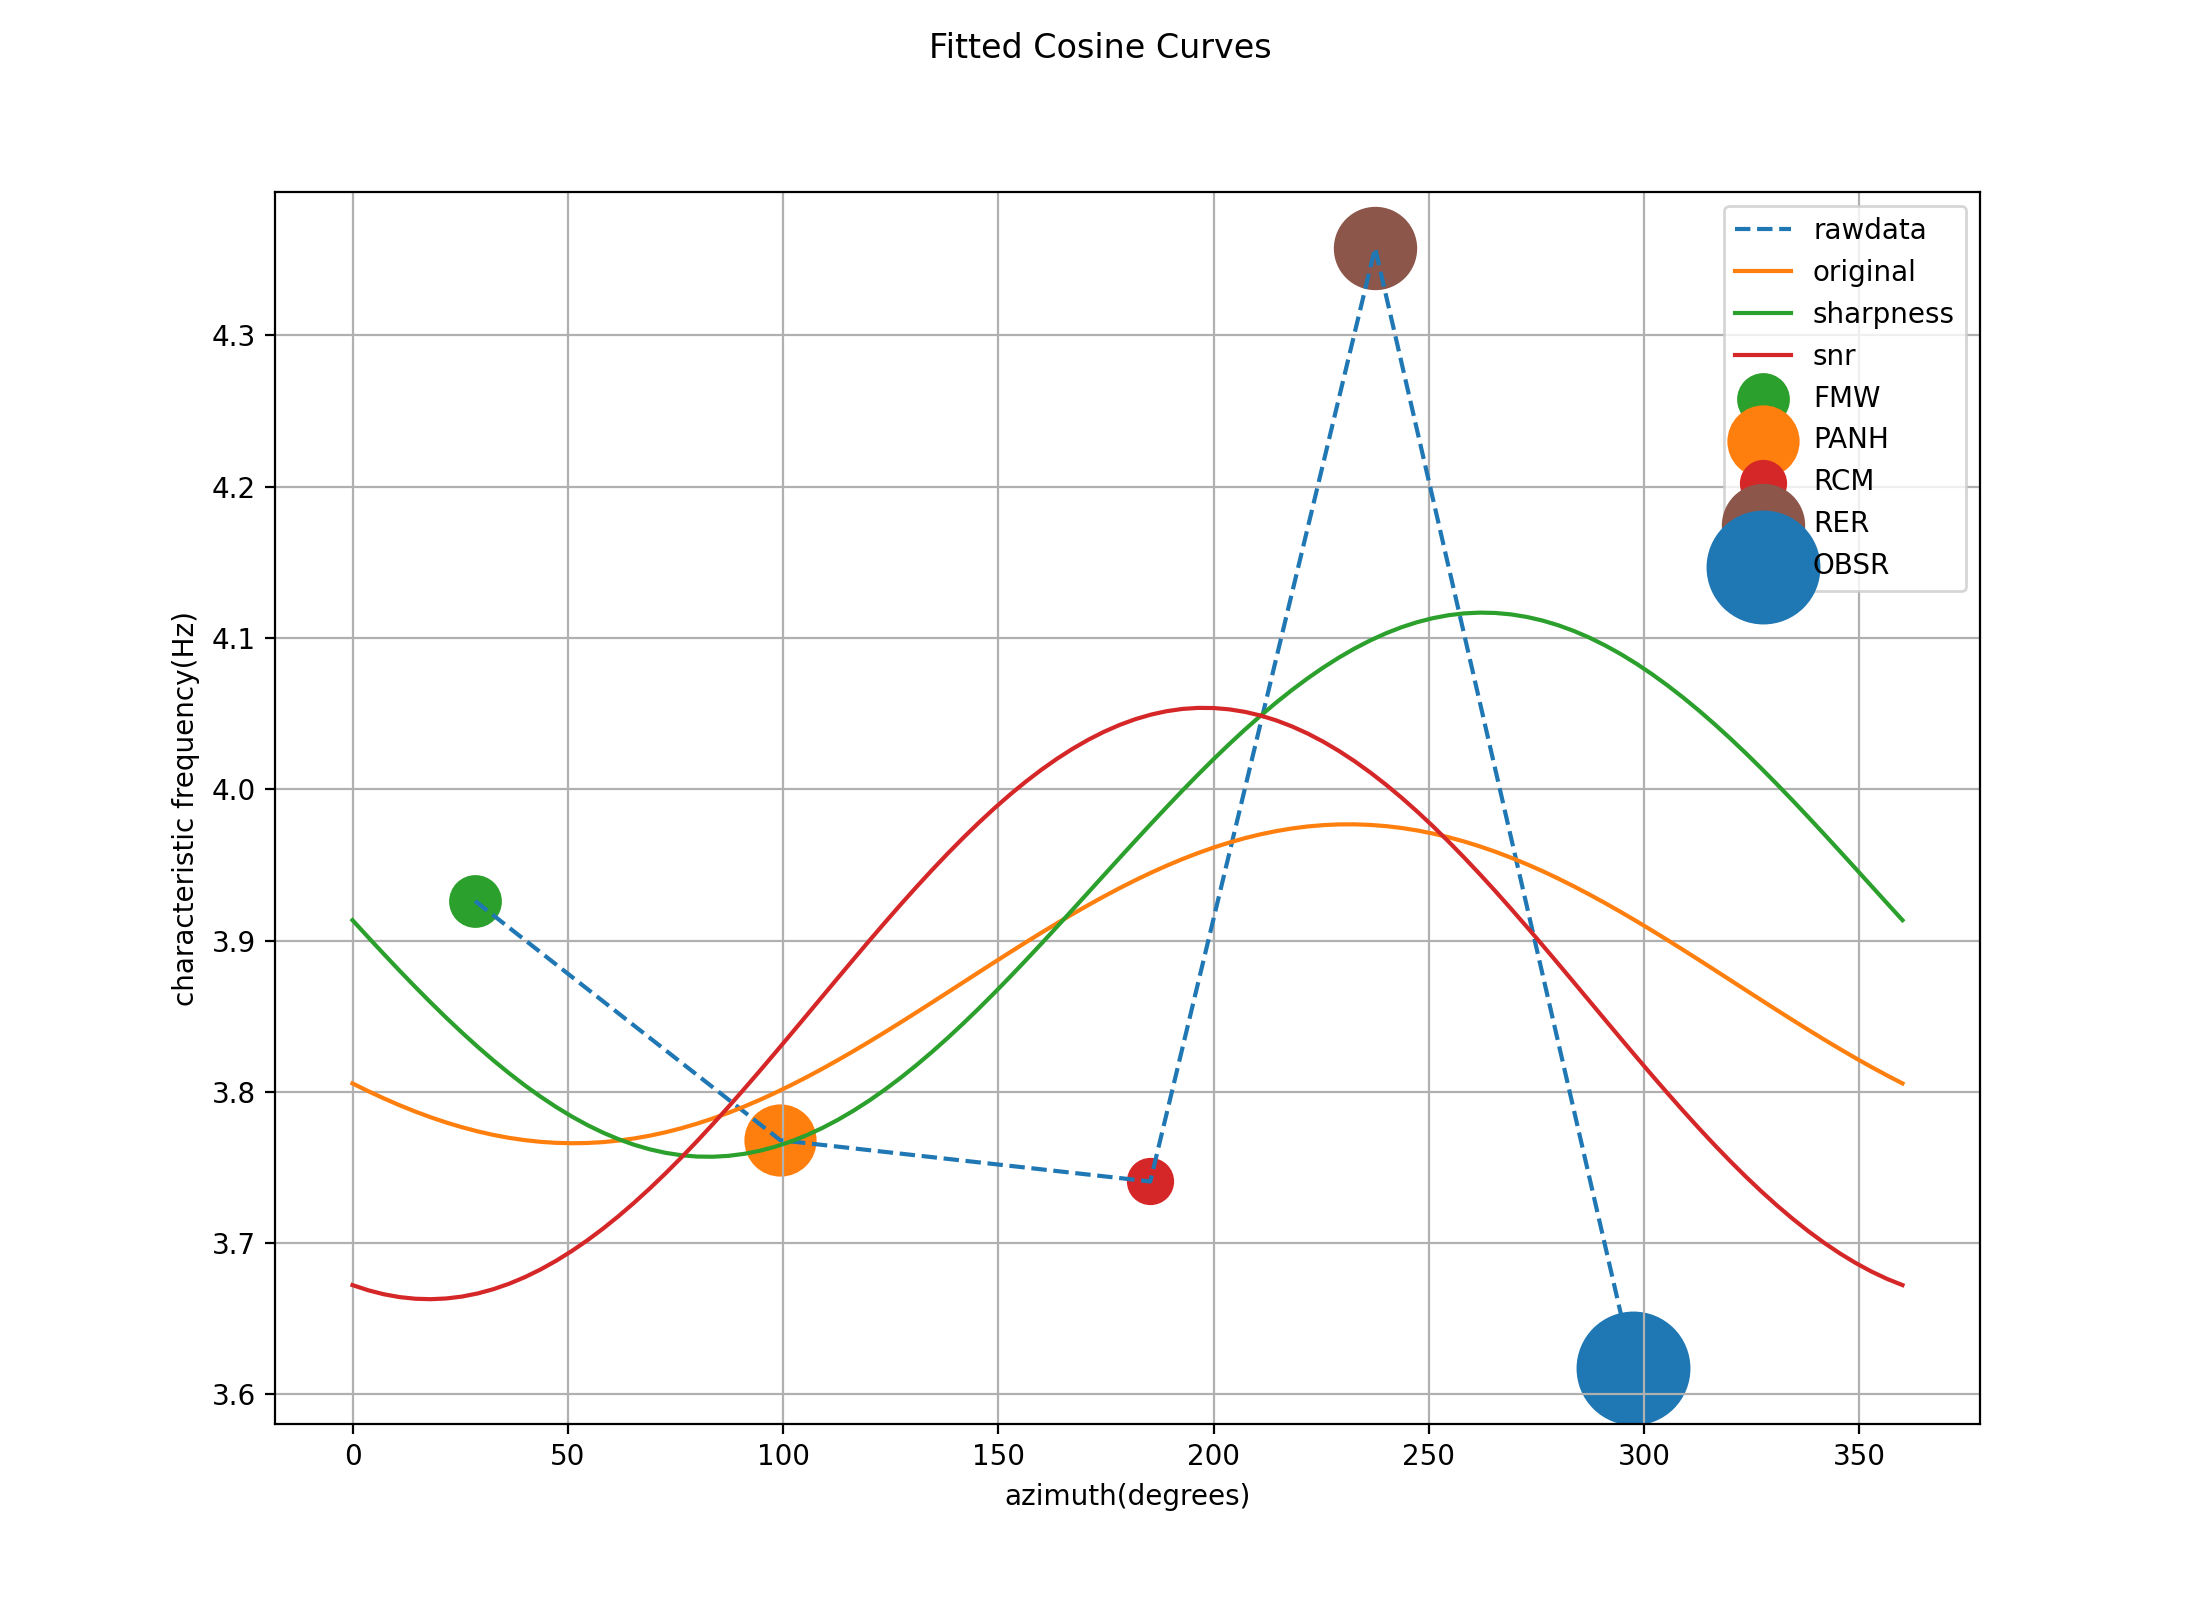 Fitted Cosine Curves
rawdata
original
sharpness
snr
FMW
PANH
RCM
RER
OBSR
4.3
4.2
4.1
4.0
3.9
3.8
3.7
3.6
characteristic frequency(Hz)
0 50 100 150 200 250 300 350
azimuth(degrees)